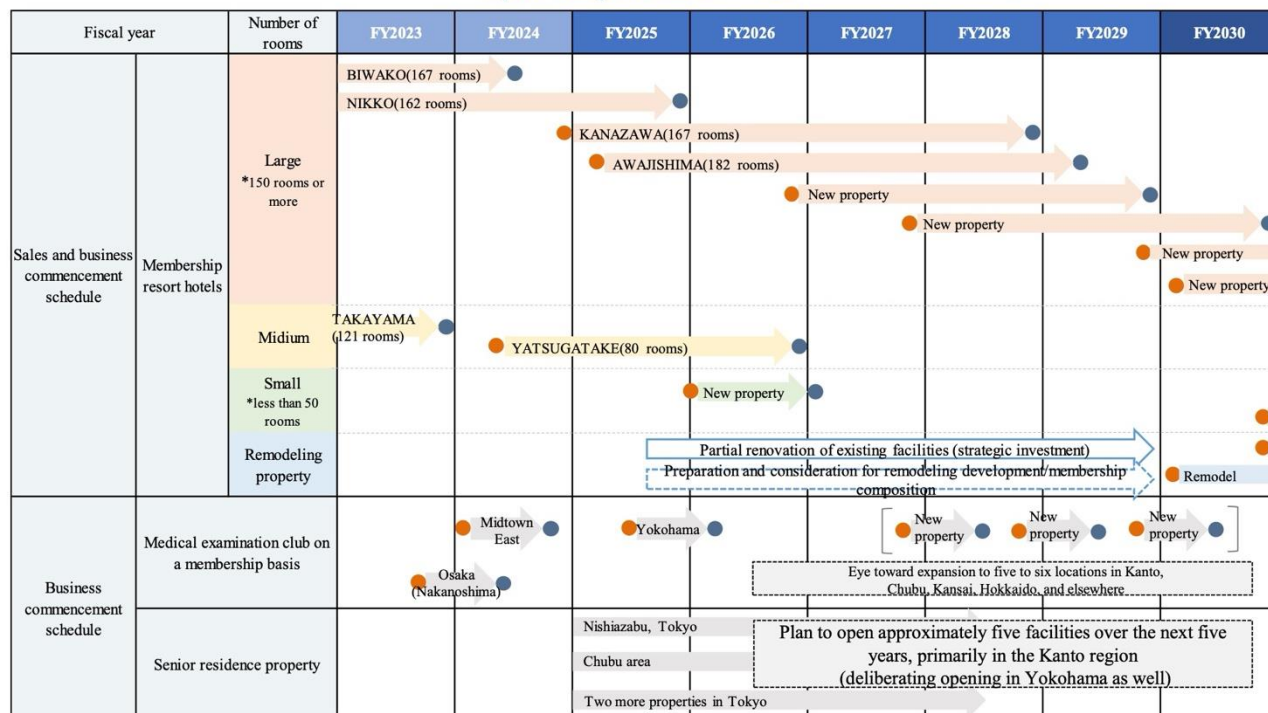 Fiscal year
Number of
rooms
FY2023
FY2024
FY2025
FY2026
FY2027
FY2028
FY2029
FY2030
Sales and business
commencement
schedule
Membership
resort hotels
Large
*150 rooms or
more
BIWAKO(167 rooms)
NIKKO(162 rooms)
KANAZAWA(167 rooms)
AWAJISHIMA(182 rooms)
New property
New property
New property
New property
Midium
TAKAYAMA
(121 rooms)
YATSUGATAKE(80 rooms)
Small
*less than 50
rooms
New property
Remodeling
property
Partial renovation of existing facilities (strategic investment)
Preparation and consideration for remodeling development/membership
composition
Remodel
Business
commencement
schedule
Medical examination club on
a membership basis
Midtown
East
Yokohama
New
property
New
property
New
property
Osaka
(Nakanoshima)
Eye toward expansion to five to six locations in Kanto,
Chubu, Kansai, Hokkaido, and elsewhere
Senior residence property
Nishiazabu, Tokyo
Chubu area
Two more properties in Tokyo
Plan to open approximately five facilities over the next five
years, primarily in the Kanto region
(deliberating opening in Yokohama as well)